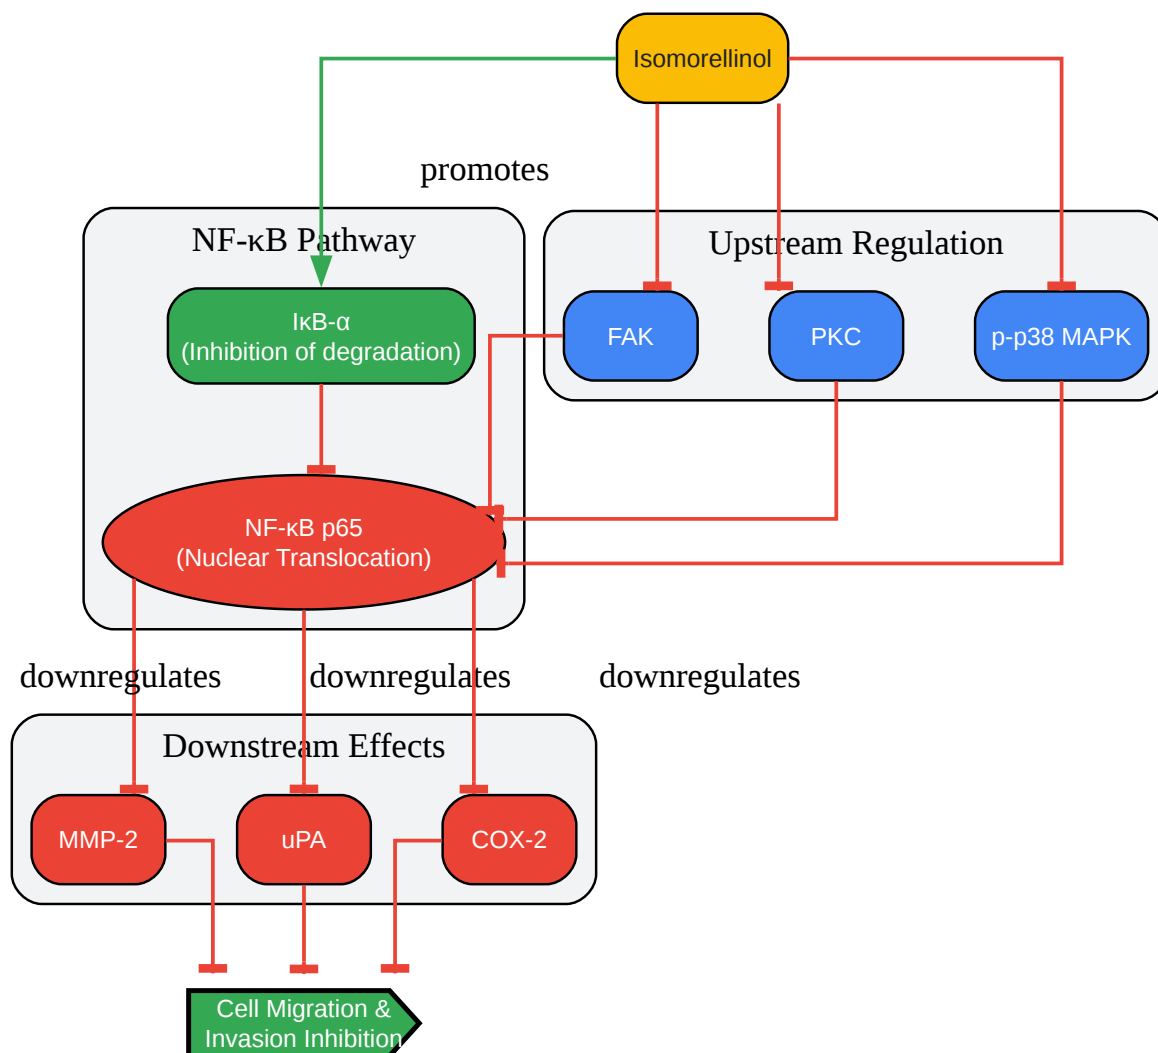 Isomorellinol
promotes
NF-κB Pathway
Upstream Regulation
IκB-α
(Inhibition of degradation)
FAK
PKC
p-p38 MAPK
NF-κB p65
(Nuclear Translocation)
downregulates
downregulates
downregulates
Downstream Effects
MMP-2
uPA
COX-2
Cell Migration &
Invasion Inhibition